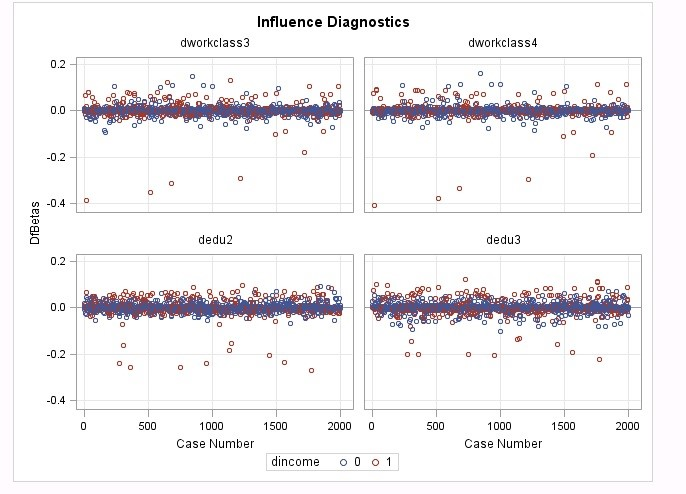 Influence Diagnostics
dworkclass3 dworkclass4
0.2
0.0
-0.2
-0.4
DfBetas
dedu2 dedu3
0.2
0.0
-0.2
-0.4
0 500 1000 1500 2000 0 500 1000 1500 2000
Case Number Case Number
dincome 0 1